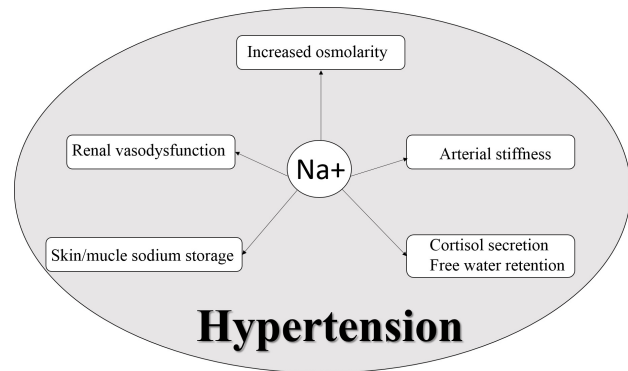 Increased osmolarity
Renal vasodysfunction
Arterial stiffness
Na+
Skin/mucle sodium storage
Cortisol secretion
Free water retention
Hypertension